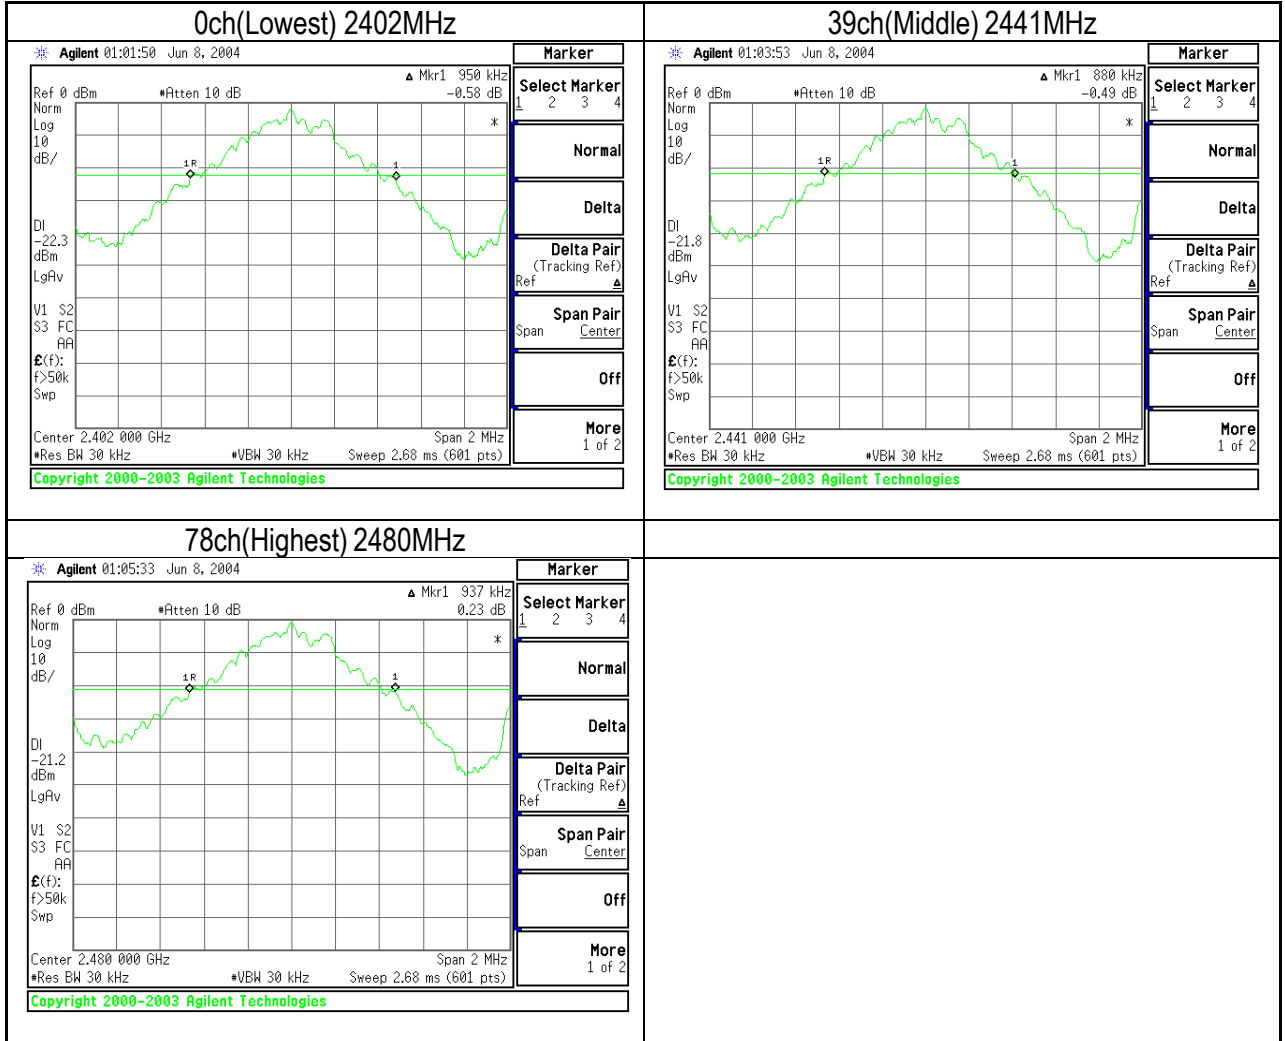 0ch(Lowest) 2402MHz
Agilent 01:01:50 Jun 8, 2004
Δ Mkr1 950 kHz
Ref 0 dBm #Atten 10 dB -0.58 dB
Norm
Log
10
dB/
1R
1
*
DI
-22.3
dBm
LgAv
V1 S2
S3 FC
AA
£(f):
f>50k
Swp
Center 2.402 000 GHz Span 2 MHz
#Res BW 30 kHz #VBW 30 kHz Sweep 2.68 ms (601 pts)
Copyright 2000-2003 Agilent Technologies
Marker
Select Marker
1 2 3 4
Normal
Delta
Delta Pair
(Tracking Ref)
Ref Δ
Span Pair
Span Center
Off
More
1 of 2
39ch(Middle) 2441MHz
Agilent 01:03:53 Jun 8, 2004
Δ Mkr1 880 kHz
Ref 0 dBm #Atten 10 dB -0.49 dB
Norm
Log
10
dB/
1R
1
*
DI
-21.8
dBm
LgAv
V1 S2
S3 FC
AA
£(f):
f>50k
Swp
Center 2.441 000 GHz Span 2 MHz
#Res BW 30 kHz #VBW 30 kHz Sweep 2.68 ms (601 pts)
Copyright 2000-2003 Agilent Technologies
Marker
Select Marker
1 2 3 4
Normal
Delta
Delta Pair
(Tracking Ref)
Ref Δ
Span Pair
Span Center
Off
More
1 of 2
78ch(Highest) 2480MHz
Agilent 01:05:33 Jun 8, 2004
Δ Mkr1 937 kHz
Ref 0 dBm #Atten 10 dB 0.23 dB
Norm
Log
10
dB/
1R
1
*
DI
-21.2
dBm
LgAv
V1 S2
S3 FC
AA
£(f):
f>50k
Swp
Center 2.480 000 GHz Span 2 MHz
#Res BW 30 kHz #VBW 30 kHz Sweep 2.68 ms (601 pts)
Copyright 2000-2003 Agilent Technologies
Marker
Select Marker
1 2 3 4
Normal
Delta
Delta Pair
(Tracking Ref)
Ref Δ
Span Pair
Span Center
Off
More
1 of 2